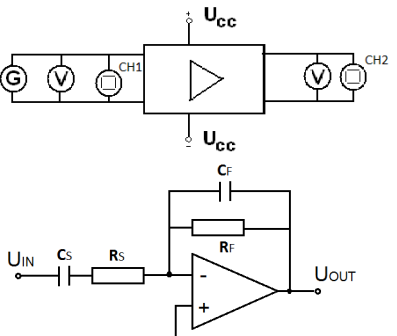 + Ucc
G V CH1 V CH2
- Ucc
CF
RF
UIN CS RS
- UOUT
+